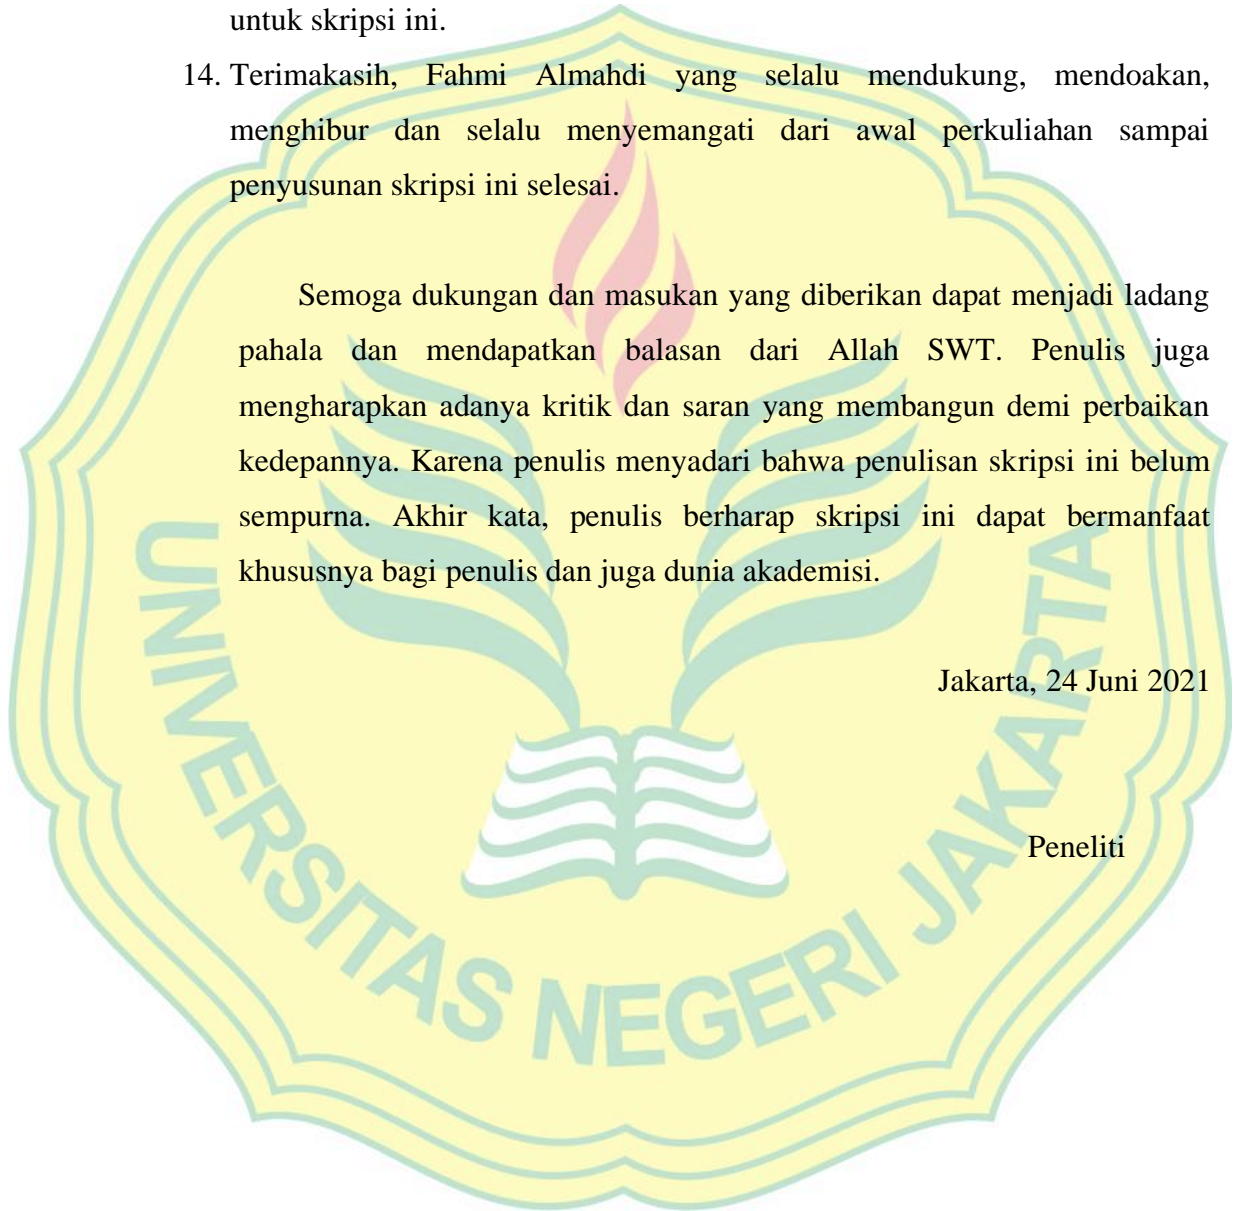 untuk skripsi ini.
14. Terimakasih, Fahmi Almahdi yang selalu mendukung, mendoakan,
menghibur dan selalu menyemangati dari awal perkuliahan sampai
penyusunan skripsi ini selesai.
Semoga dukungan dan masukan yang diberikan dapat menjadi ladang
pahala dan mendapatkan balasan dari Allah SWT. Penulis juga
mengharapkan adanya kritik dan saran yang membangun demi perbaikan
kedepannya. Karena penulis menyadari bahwa penulisan skripsi ini belum
sempurna. Akhir kata, penulis berharap skripsi ini dapat bermanfaat
khususnya bagi penulis dan juga dunia akademisi.
Jakarta, 24 Juni 2021
Peneliti
UNIVERSITAS NEGERI JAKARTA